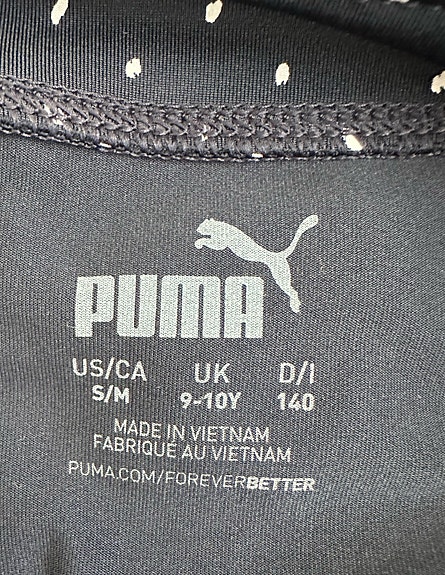 PUMA
US/CA UK D/I
S/M 9-10Y 140
MADE IN VIETNAM
FABRIQUÉ AU VIETNAM
PUMA.COM/FOREVERBETTER